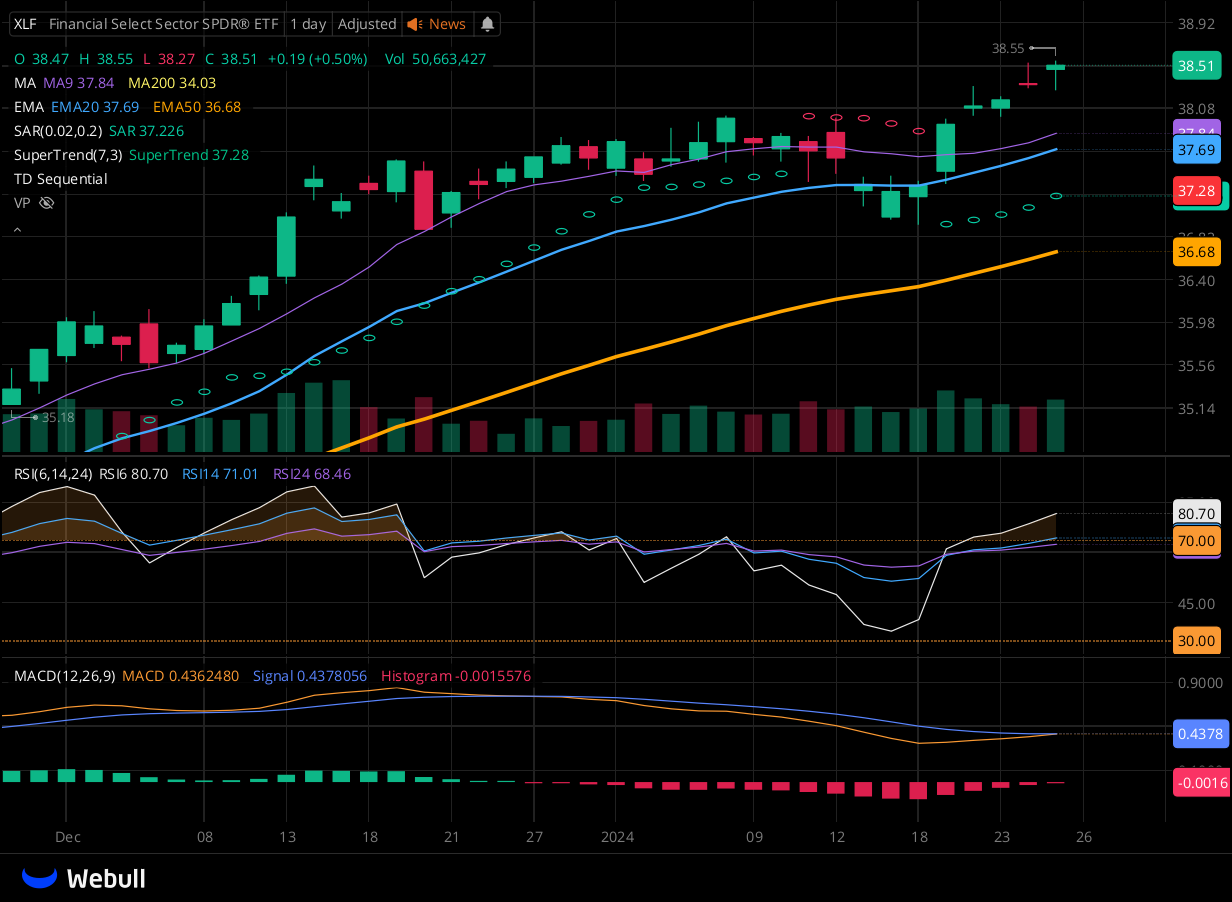 XLF Financial Select Sector SPDR® ETF 1 day Adjusted News
O 38.47 H 38.55 L 38.27 C 38.51 +0.19 (+0.50%) Vol 50,663,427
MA MA9 37.84 MA200 34.03
EMA EMA20 37.69 EMA50 36.68
SAR(0.02,0.2) SAR 37.226
SuperTrend(7,3) SuperTrend 37.28
TD Sequential
VP
38.55
35.18
38.92
38.51
38.08
37.84
37.69
37.28
36.68
36.40
35.98
35.56
35.14
RSI(6,14,24) RSI6 80.70 RSI14 71.01 RSI24 68.46
80.70
70.00
45.00
30.00
MACD(12,26,9) MACD 0.4362480 Signal 0.4378056 Histogram -0.0015576
0.9000
0.4378
-0.0016
Dec 08 13 18 21 27 2024 09 12 18 23 26
Webull